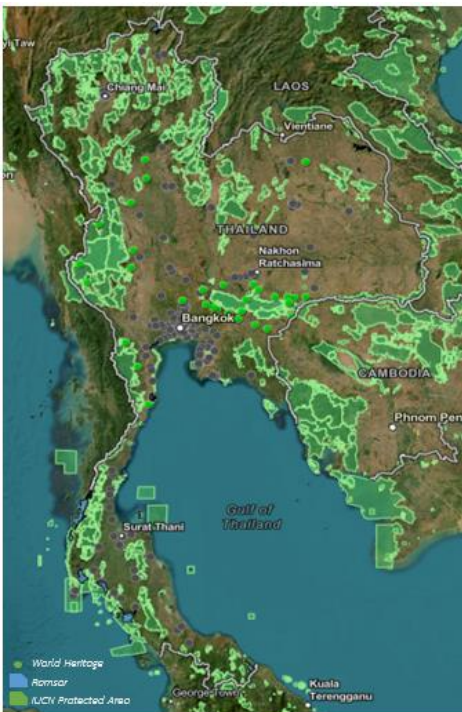 yi Taw
Chiang Mai
LAOS
Vientiane
THAILAND
Nakhon
Ratchasima
Bangkok
CAMBODIA
Phnom Pen
Gulf of
Thailand
Surat Thani
World Heritage
Ramsar
IUCN Protected Area
George Town
Kuala
Terengganu